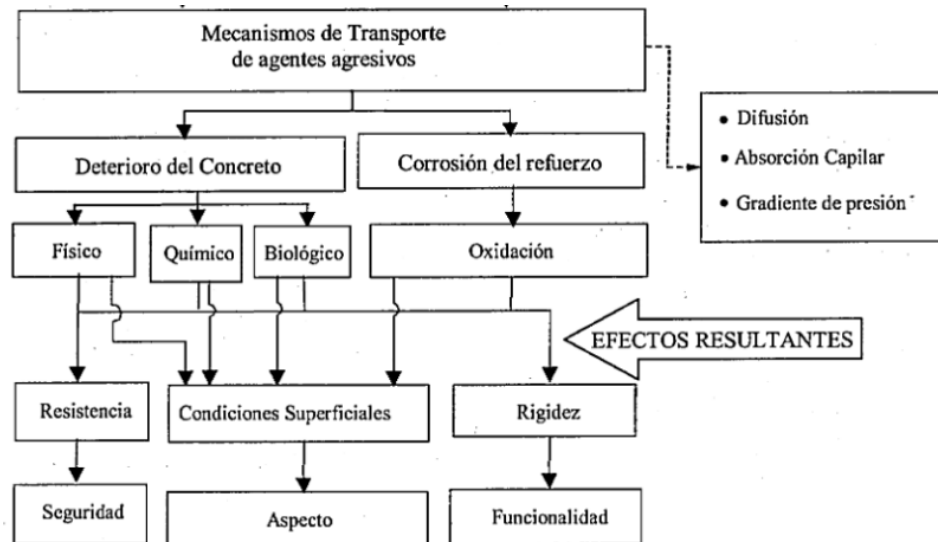 Mecanismos de Transporte
de agentes agresivos
• Difusión
• Absorción Capilar
• Gradiente de presión
Deterioro del Concreto
Corrosión del refuerzo
Físico
Químico
Biológico
Oxidación
EFECTOS RESULTANTES
Resistencia
Condiciones Superficiales
Rigidez
Seguridad
Aspecto
Funcionalidad